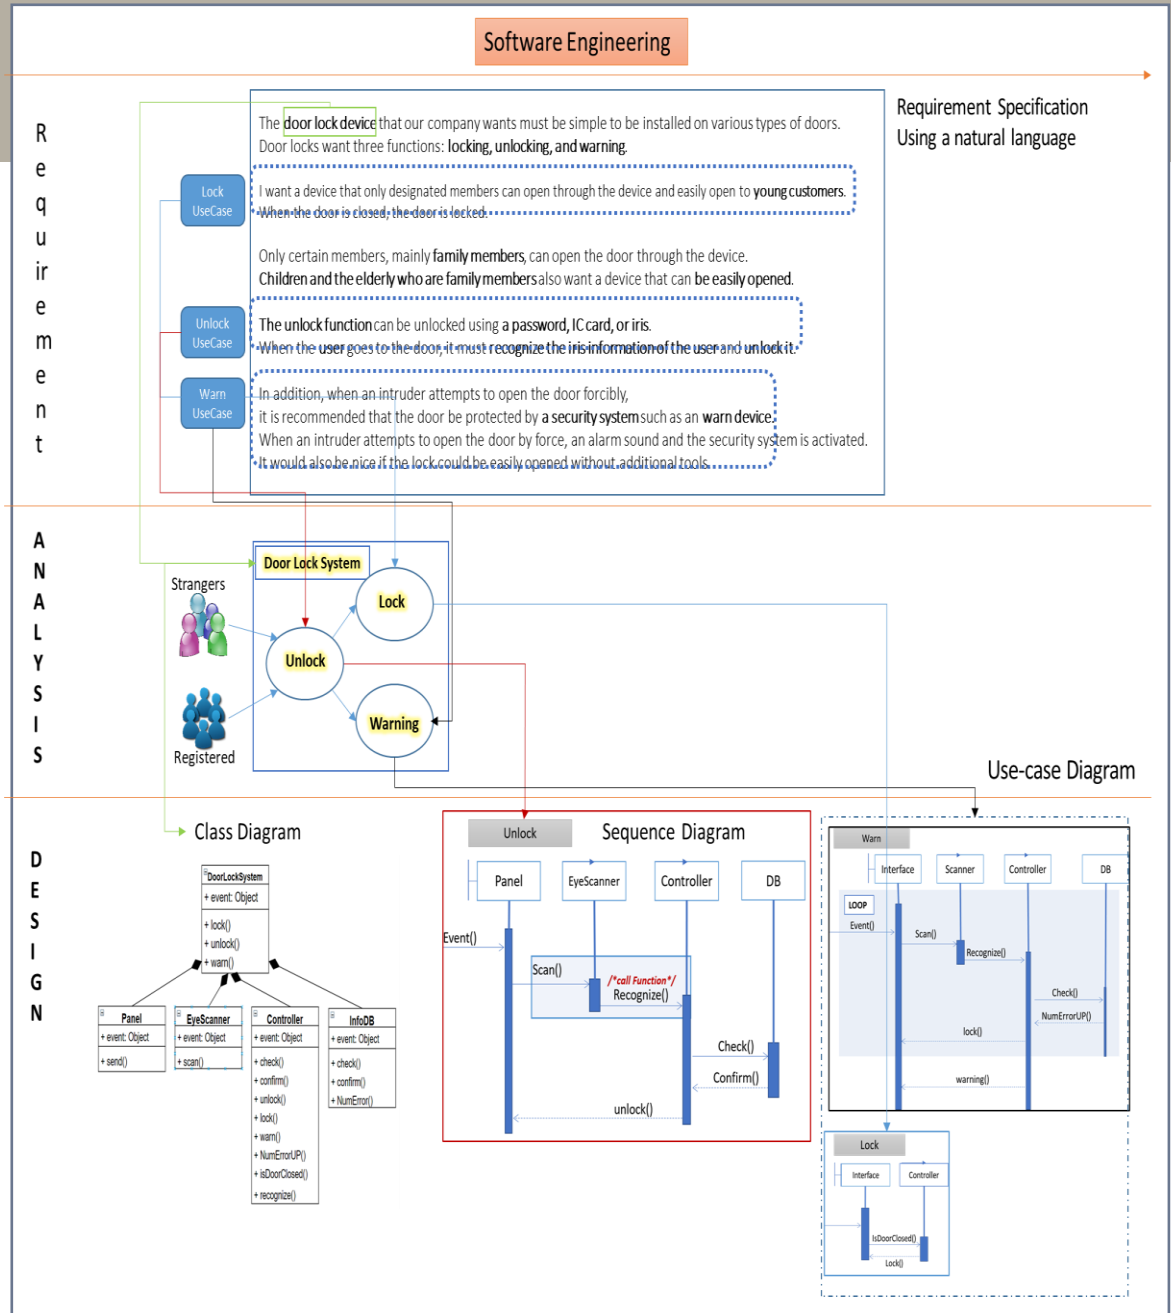 Software Engineering
Requirement
Requirement Specification
Using a natural language
The door lock device that our company wants must be simple to be installed on various types of doors.
Door locks want three functions: locking, unlocking, and warning.
Lock
UseCase
I want a device that only designated members can open through the device and easily open to young customers.
When the door is closed, the door is locked.
Only certain members, mainly family members, can open the door through the device.
Children and the elderly who are family members also want a device that can be easily opened.
Unlock
UseCase
The unlock function can be unlocked using a password, IC card, or iris.
When the user goes to the door, it must recognize the iris information of the user and unlock it.
Warn
UseCase
In addition, when an intruder attempts to open the door forcibly,
it is recommended that the door be protected by a security system such as an warn device.
When an intruder attempts to open the door by force, an alarm sound and the security system is activated.
It would also be nice if the lock could be easily opened without additional tools.
ANALYSIS
Door Lock System
Strangers
Lock
Unlock
Warning
Registered
Use-case Diagram
DESIGN
Class Diagram
DoorLockSystem
+ event: Object
+ lock()
+ unlock()
+ warn()
Panel
+ event: Object
+ send()
EyeScanner
+ event: Object
+ scan()
Controller
+ event: Object
+ check()
+ confirm()
+ unlock()
+ lock()
+ warn()
+ NumErrorUP()
+ isDoorClosed()
+ recognize()
InfoDB
+ event: Object
+ check()
+ confirm()
+ NumError()
Unlock
Sequence Diagram
Panel
EyeScanner
Controller
DB
Event()
Scan()
/*call Function*/
Recognize()
Check()
Confirm()
unlock()
Warn
Interface
Scanner
Controller
DB
LOOP
Event()
Scan()
Recognize()
Check()
NumErrorUP()
lock()
warning()
Lock
Interface
Controller
IsDoorClosed()
Lock()